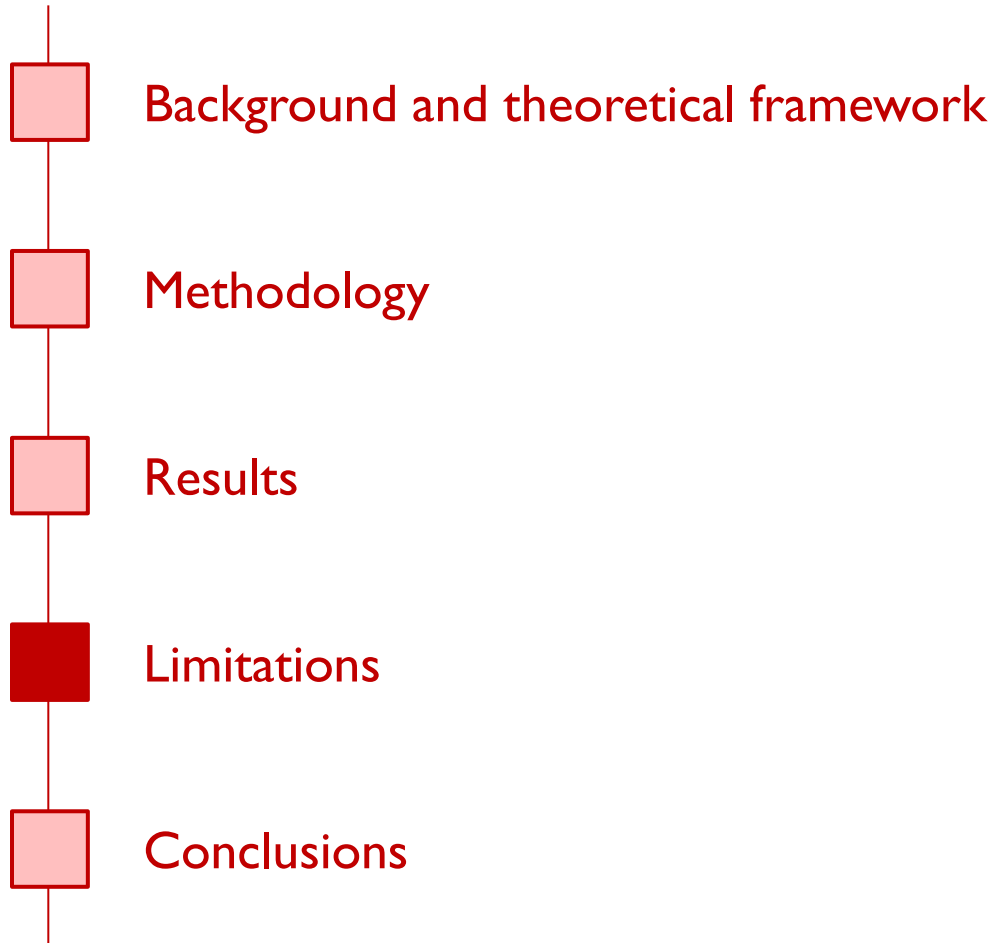 Background and theoretical framework
Methodology
Results
Limitations
Conclusions